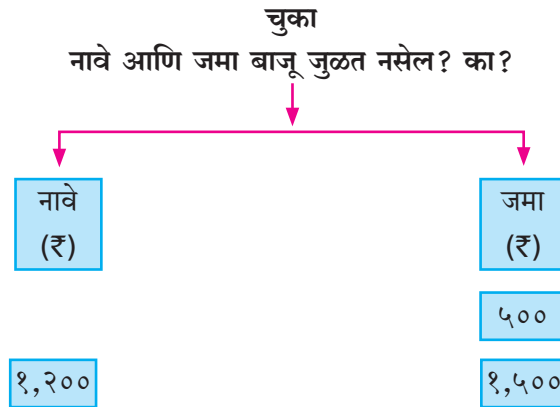 चुका
नावे आणि जमा बाजू जुळत नसेल? का?
नावे जमा
(₹) (₹)
५००
१,२०० १,५००